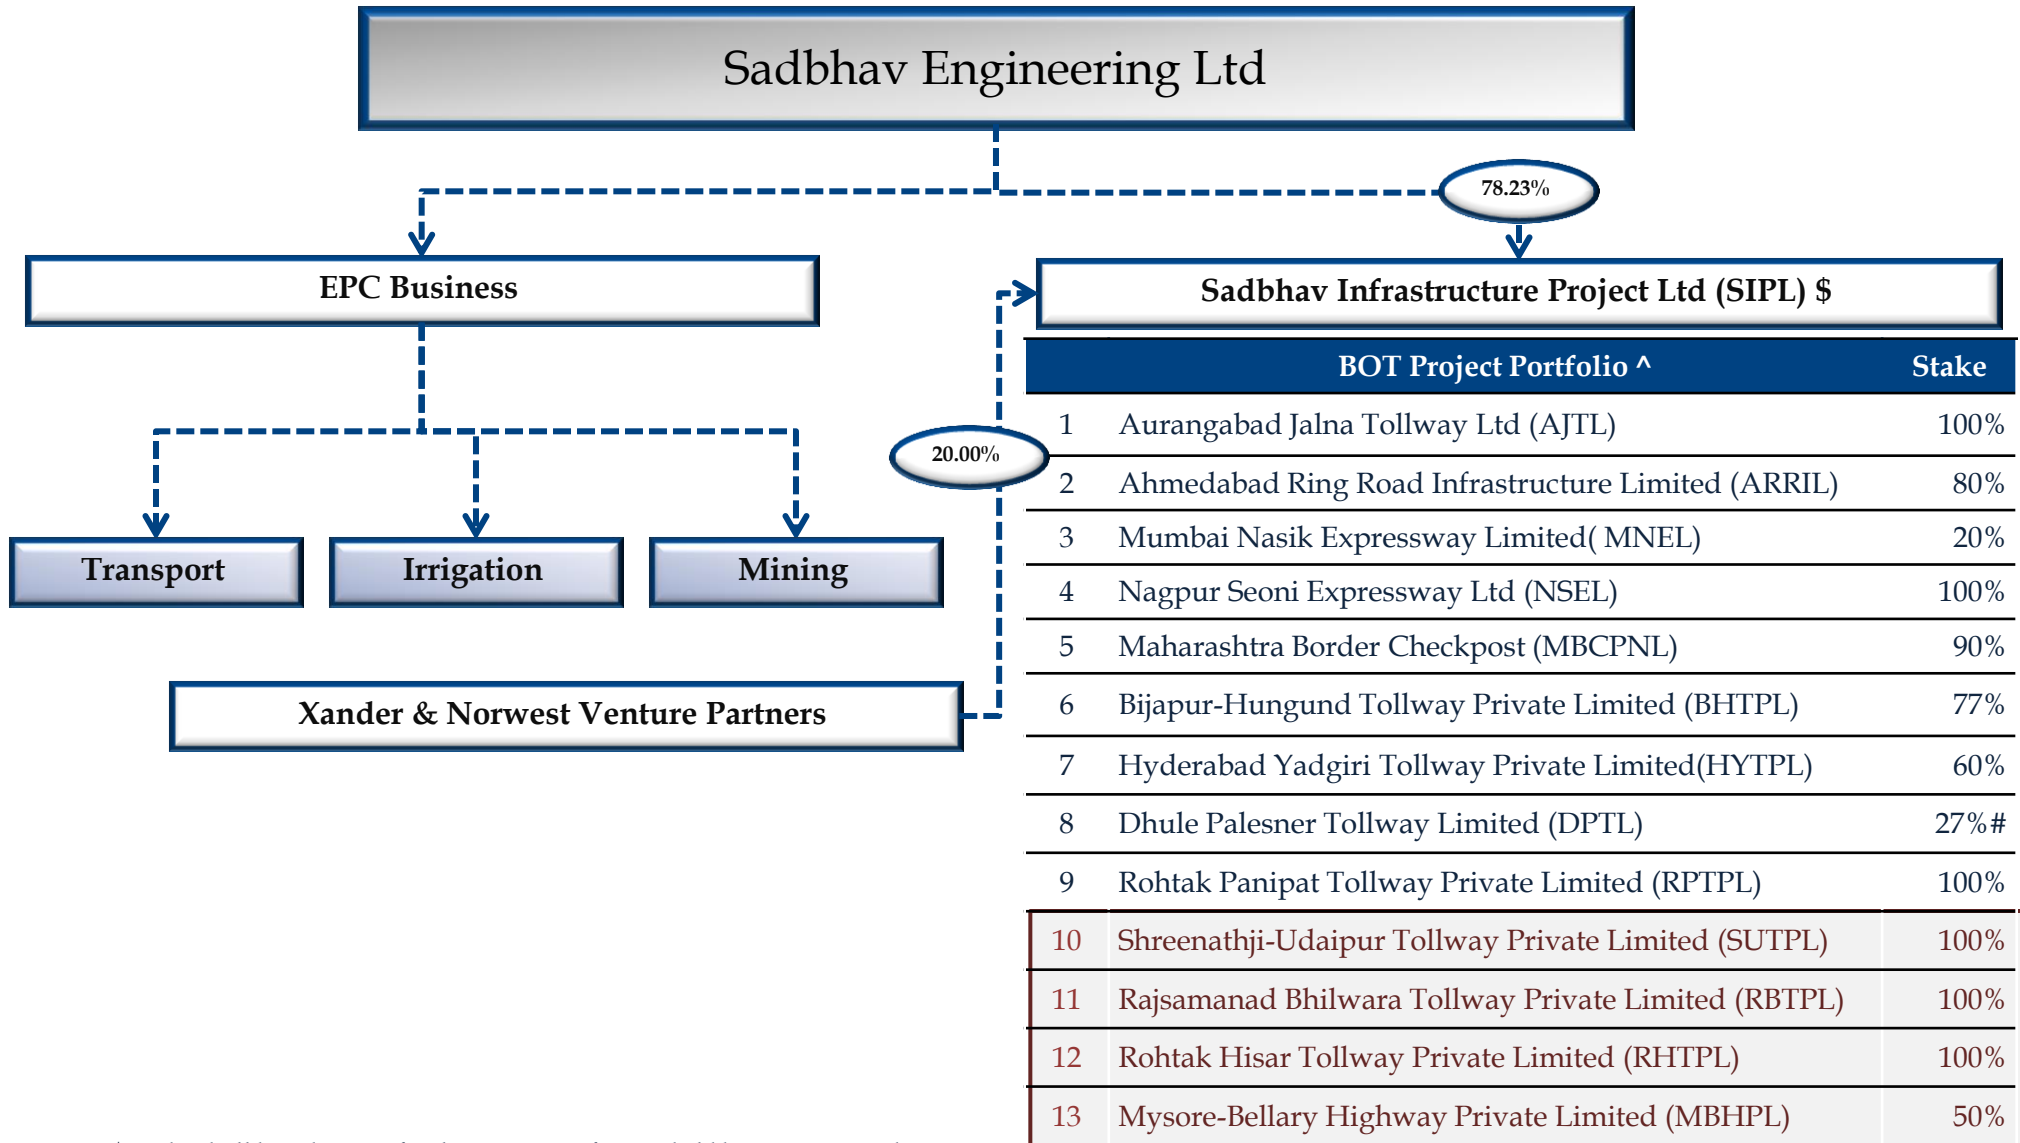 Sadbhav Engineering Ltd
78.23%
EPC Business
Sadbhav Infrastructure Project Ltd (SIPL) $
BOT Project Portfolio ^ Stake
1 Aurangabad Jalna Tollway Ltd (AJTL) 100%
20.00%
2 Ahmedabad Ring Road Infrastructure Limited (ARRIL) 80%
3 Mumbai Nasik Expressway Limited( MNEL) 20%
Transport Irrigation Mining
4 Nagpur Seoni Expressway Ltd (NSEL) 100%
5 Maharashtra Border Checkpost (MBCPNL) 90%
Xander & Norwest Venture Partners
6 Bijapur-Hungund Tollway Private Limited (BHTPL) 77%
7 Hyderabad Yadgiri Tollway Private Limited(HYTPL) 60%
8 Dhule Palesner Tollway Limited (DPTL) 27%#
9 Rohtak Panipat Tollway Private Limited (RPTPL) 100%
10 Shreenathji-Udaipur Tollway Private Limited (SUTPL) 100%
11 Rajsamanad Bhilwara Tollway Private Limited (RBTPL) 100%
12 Rohtak Hisar Tollway Private Limited (RHTPL) 100%
13 Mysore-Bellary Highway Private Limited (MBHPL) 50%